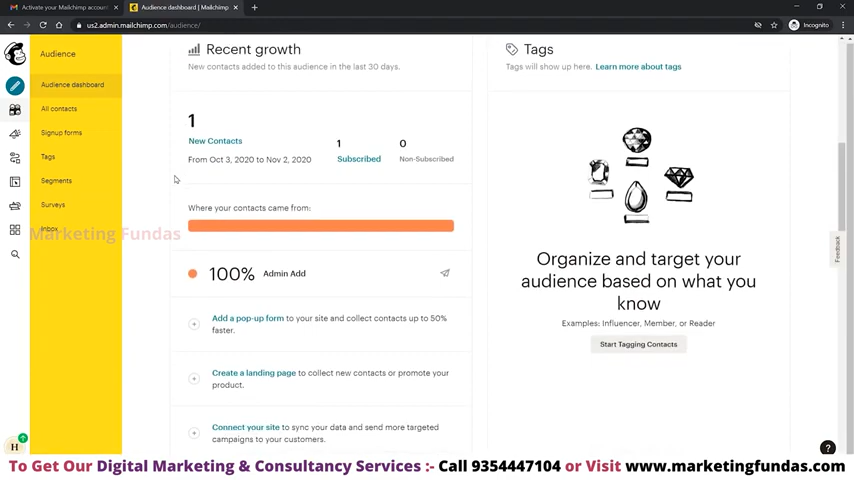 Activate your Mailchimp account
Audience dashboard | Mailchimp
us2.admin.mailchimp.com/audience/
Incognito
Audience
Audience dashboard
All contacts
Signup forms
Tags
Segments
Surveys
Inbox
Marketing Fundas
Recent growth
New contacts added to this audience in the last 30 days.
1
New Contacts
From Oct 3, 2020 to Nov 2, 2020
1
Subscribed
0
Non-Subscribed
Where your contacts came from:
100% Admin Add
Add a pop-up form to your site and collect contacts up to 50%
faster.
Create a landing page to collect new contacts or promote your
product.
Connect your site to sync your data and send more targeted
campaigns to your customers.
Tags
Tags will show up here. Learn more about tags
Organize and target your
audience based on what you
know
Examples: Influencer, Member, or Reader
Start Tagging Contacts
Feedback
H
?
To Get Our Digital Marketing & Consultancy Services :- Call 9354447104 or Visit www.marketingfundas.com